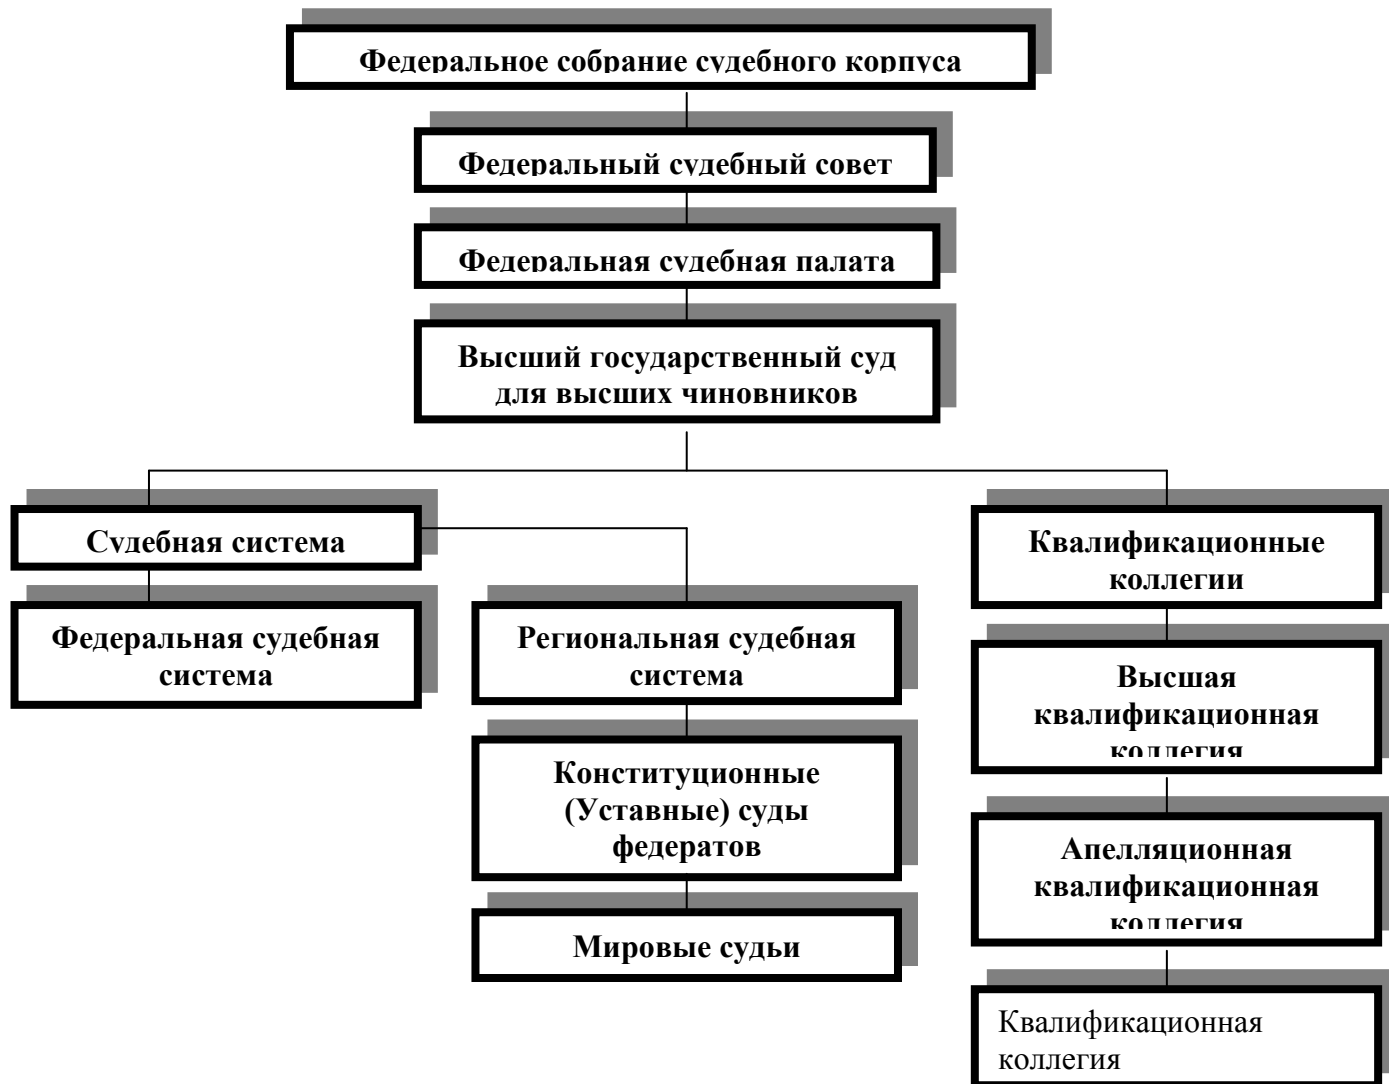 Федеральное собрание судебного корпуса
Федеральный судебный совет
Федеральная судебная палата
Высший государственный суд
для высших чиновников
Судебная система
Федеральная судебная
система
Региональная судебная
система
Конституционные
(Уставные) суды
федератов
Мировые судьи
Квалификационные
коллегии
Высшая
квалификационная
коллегия
Апелляционная
квалификационная
коллегия
Квалификационная
коллегия